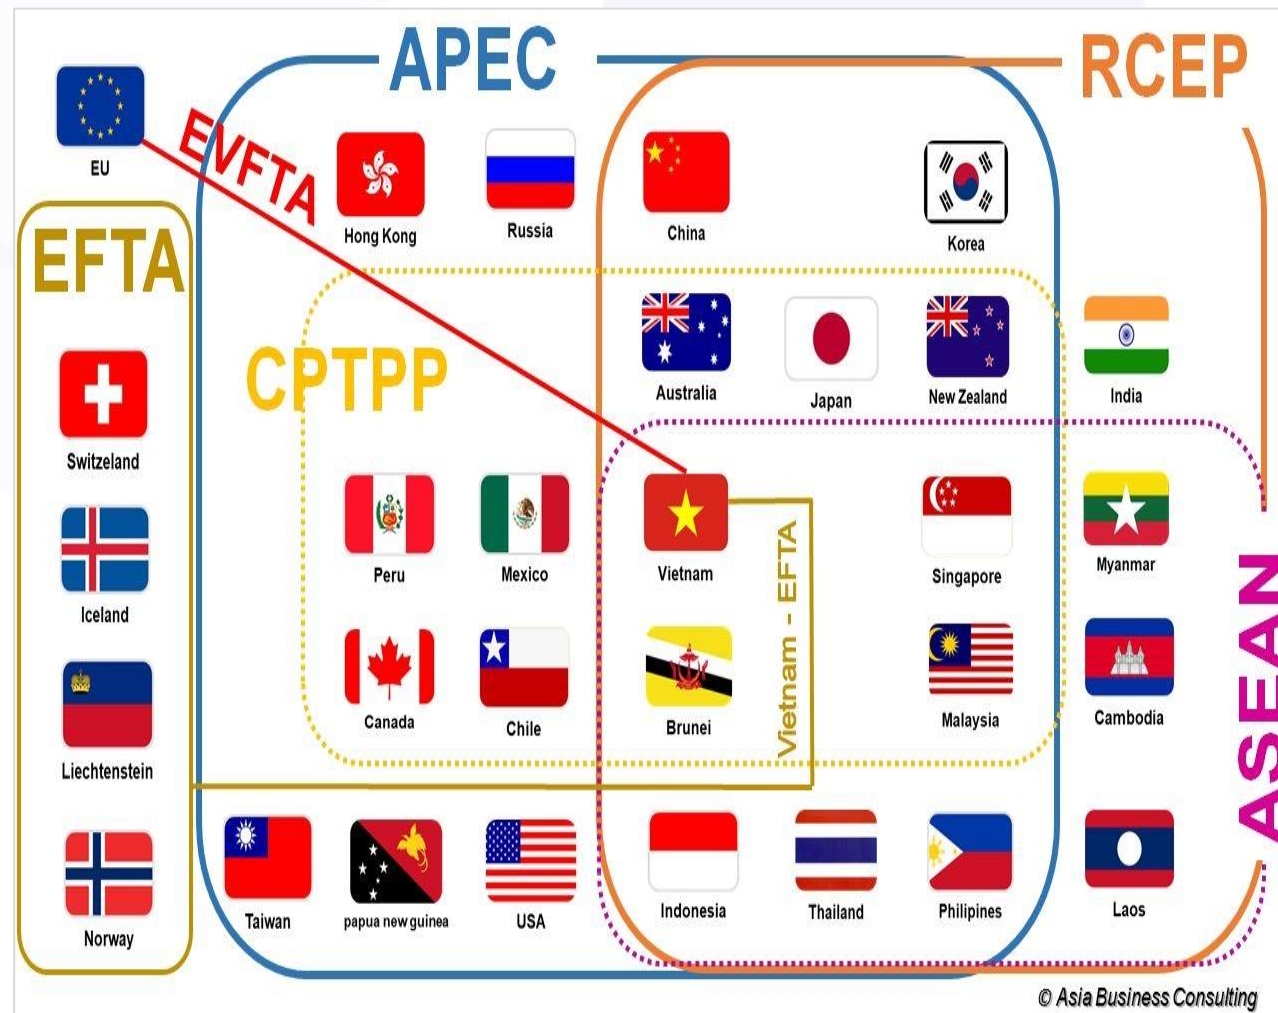 APEC
RCEP
EU
EVFTA
Hong Kong
Russia
China
Korea
EFTA
CPTPP
Australia
Japan
New Zealand
India
Switzeland
Peru
Mexico
Vietnam
Singapore
Myanmar
Iceland
Vietnam - EFTA
Canada
Chile
Brunei
Malaysia
Cambodia
ASEAN
Liechtenstein
Taiwan
papua new guinea
USA
Indonesia
Thailand
Philipines
Laos
Norway
© Asia Business Consulting